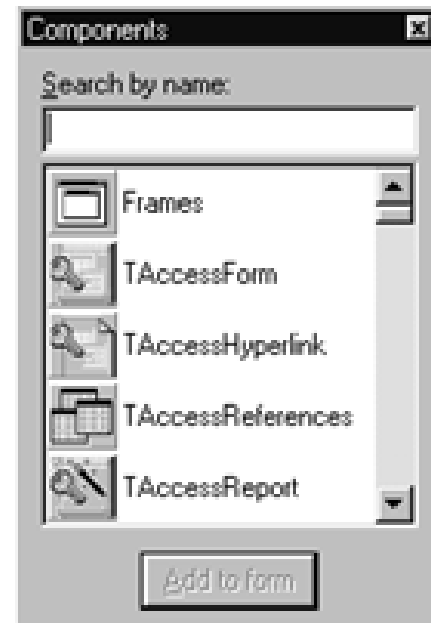 Components
Search by name:
Frames
TAccessForm
TAccessHyperlink
TAccessReferences
TAccessReport
Add to form